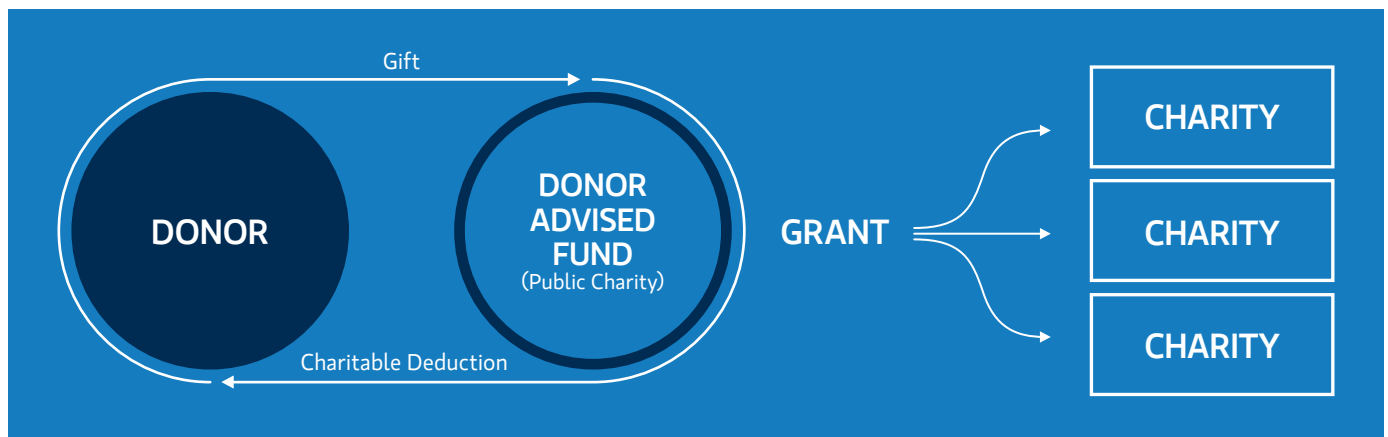 Gift
DONOR
DONOR
ADVISED
FUND
(Public Charity)
Charitable Deduction
GRANT
CHARITY
CHARITY
CHARITY